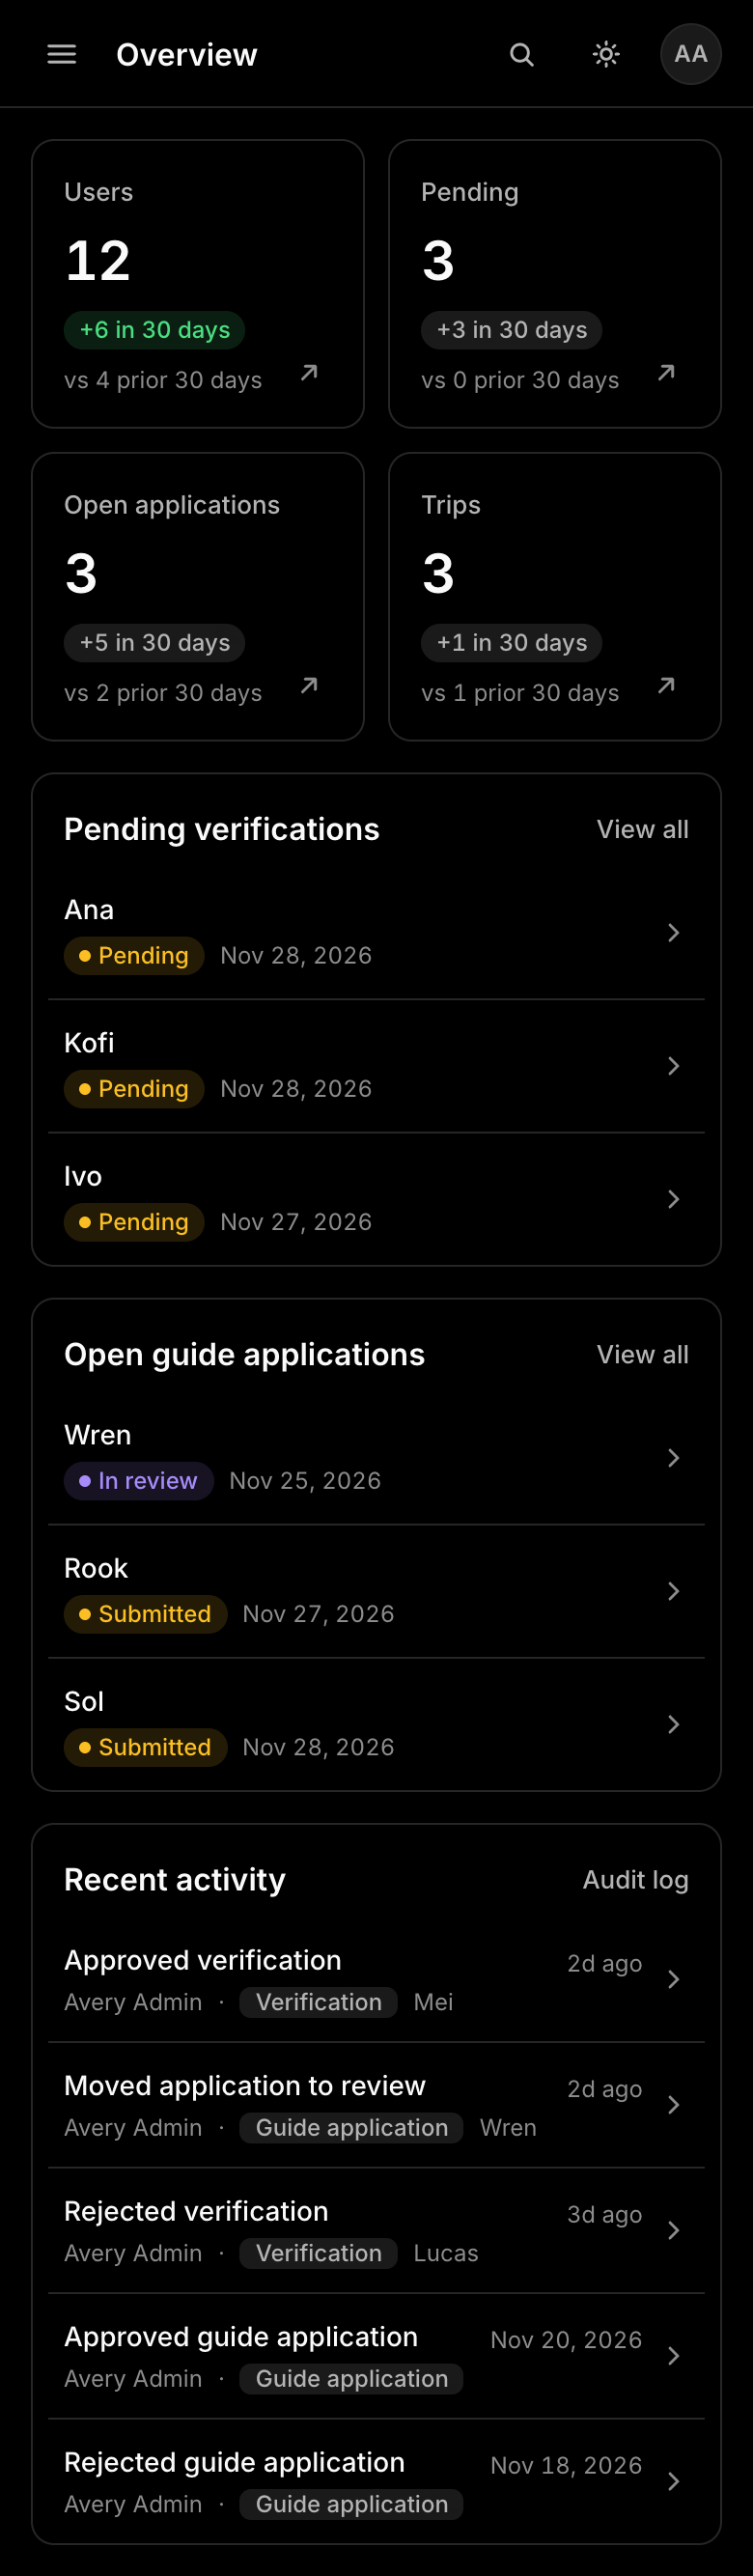 Overview
AA
Users
12
+6 in 30 days
vs 4 prior 30 days
Pending
3
+3 in 30 days
vs 0 prior 30 days
Open applications
3
+5 in 30 days
vs 2 prior 30 days
Trips
3
+1 in 30 days
vs 1 prior 30 days
Pending verifications
View all
Ana
Pending Nov 28, 2026
Kofi
Pending Nov 28, 2026
Ivo
Pending Nov 27, 2026
Open guide applications
View all
Wren
In review Nov 25, 2026
Rook
Submitted Nov 27, 2026
Sol
Submitted Nov 28, 2026
Recent activity
Audit log
Approved verification 2d ago
Avery Admin · Verification Mei
Moved application to review 2d ago
Avery Admin · Guide application Wren
Rejected verification 3d ago
Avery Admin · Verification Lucas
Approved guide application Nov 20, 2026
Avery Admin · Guide application
Rejected guide application Nov 18, 2026
Avery Admin · Guide application